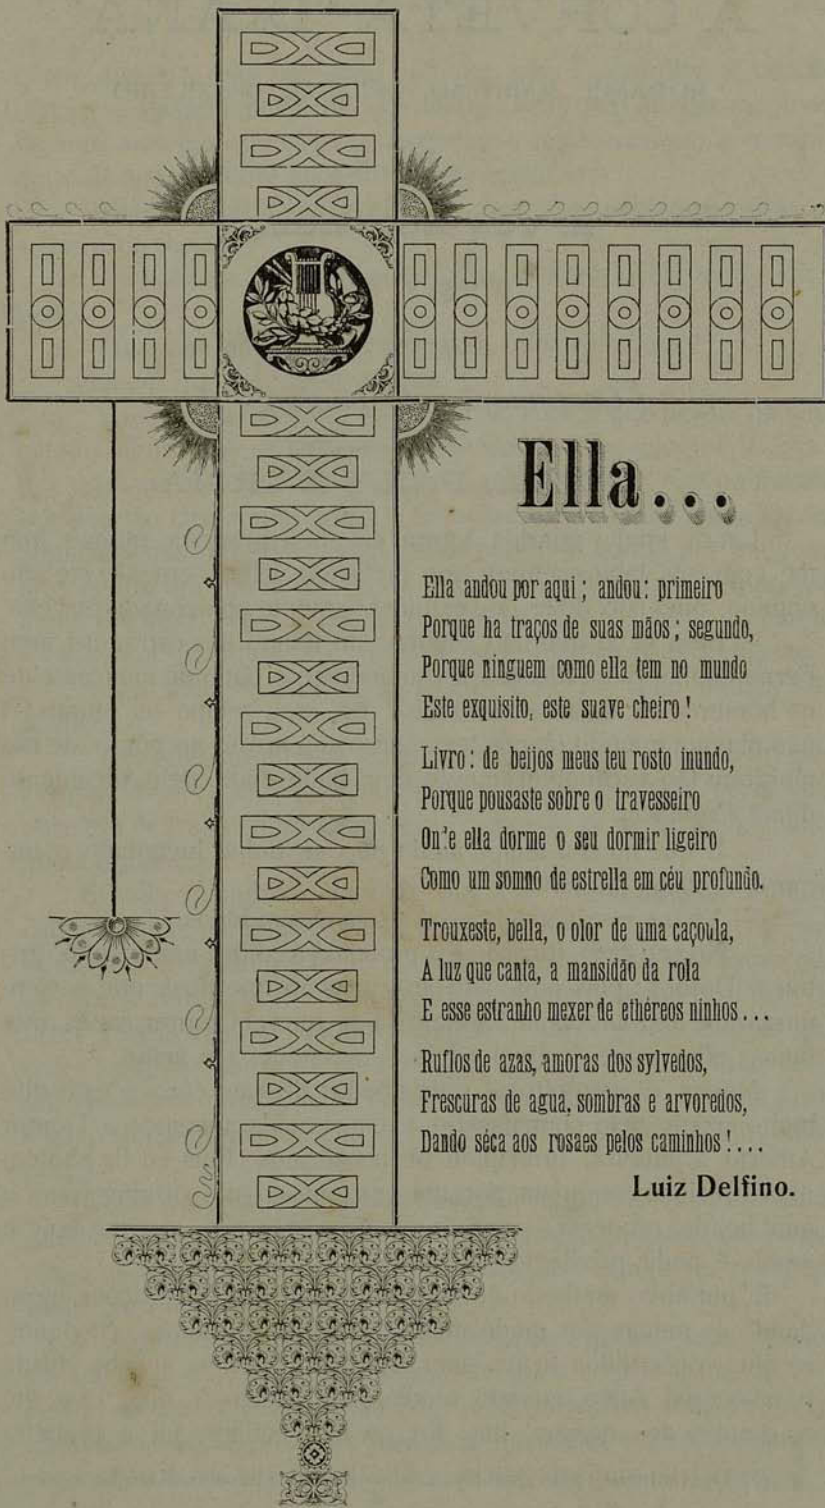 Ella...
Ella andou por aqui ; andou : primeiro
Porque ha traços de suas mãos ; segundo,
Porque ninguem como ella tem no mundo
Este exquisito, este suave cheiro !
Livro : de beijos meus teu rosto inundo,
Porque pousaste sobre o travesseiro
On'e ella dorme o seu dormir ligeiro
Como um somno de estrella em céu profundo.
Trouxeste, bella, o olor de uma caçoula,
A luz que canta, a mansidão da rola
E esse estranho mexer de ethéreos ninhos...
Ruflos de azas, amoras dos sylvedos,
Frescuras de agua, sombras e arvoredos,
Dando séca aos rosaes pelos caminhos !...
Luiz Delfino.